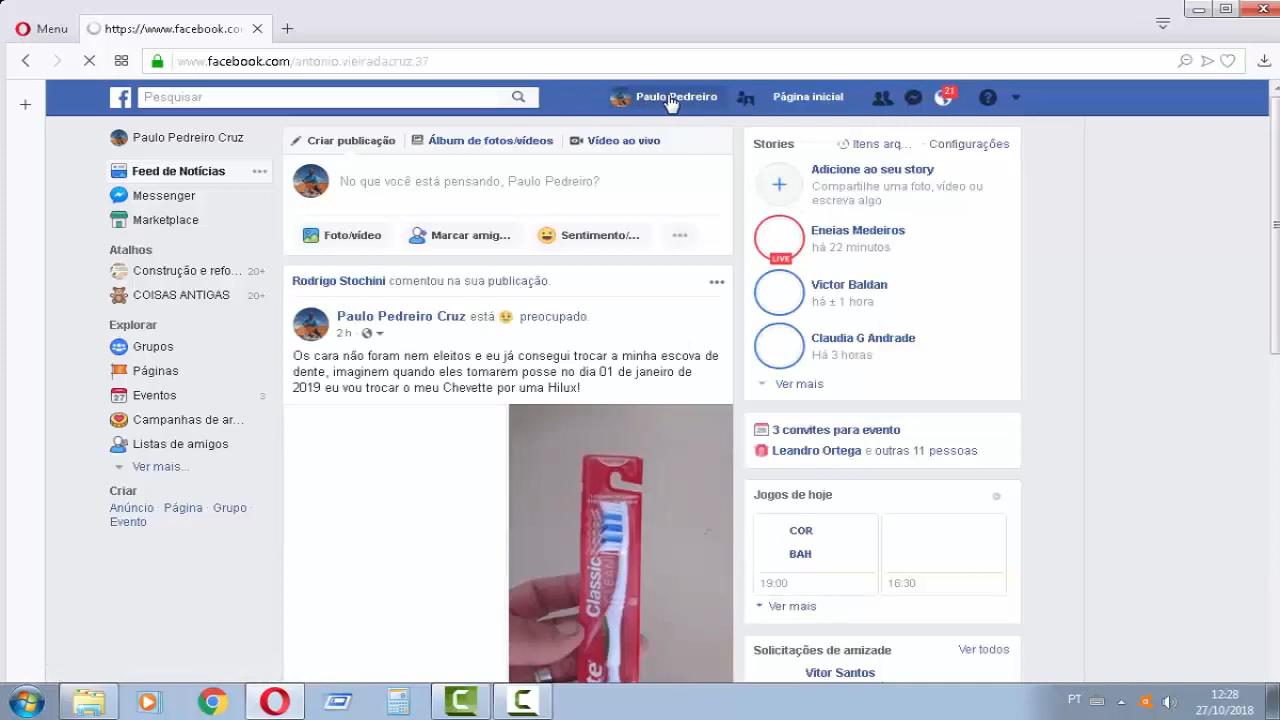 Menu
https://www.facebook.co
www.facebook.com/antonio.vieiradacruz.37
Pesquisar
Paulo Pedreiro
Página inicial
21
Paulo Pedreiro Cruz
Feed de Notícias
Messenger
Marketplace
Atalhos
Construção e refo... 20+
COISAS ANTIGAS 20+
Explorar
Grupos
Páginas
27 Eventos 3
Campanhas de ar...
Listas de amigos
Ver mais...
Criar
Anúncio · Página · Grupo ·
Evento
Criar publicação
Álbum de fotos/vídeos
Vídeo ao vivo
No que você está pensando, Paulo Pedreiro?
Foto/vídeo
Marcar amig...
Sentimento/...
Rodrigo Stochini comentou na sua publicação.
Paulo Pedreiro Cruz está preocupado.
2 h ·
Os cara não foram nem eleitos e eu já consegui trocar a minha escova de
dente, imaginem quando eles tomarem posse no dia 01 de janeiro de
2019 eu vou trocar o meu Chevette por uma Hilux!
Classic
CLEAN
Stories
Itens arq... · Configurações
Adicione ao seu story
Compartilhe uma foto, vídeo ou
escreva algo
Eneias Medeiros
há 22 minutos
LIVE
Victor Baldan
há ± 1 hora
Claudia G Andrade
Há 3 horas
Ver mais
3 convites para evento
Leandro Ortega e outras 11 pessoas
Jogos de hoje
COR
BAH
19:00
16:30
Ver mais
Solicitações de amizade
Ver todos
Vitor Santos
PT
12:28
27/10/2018